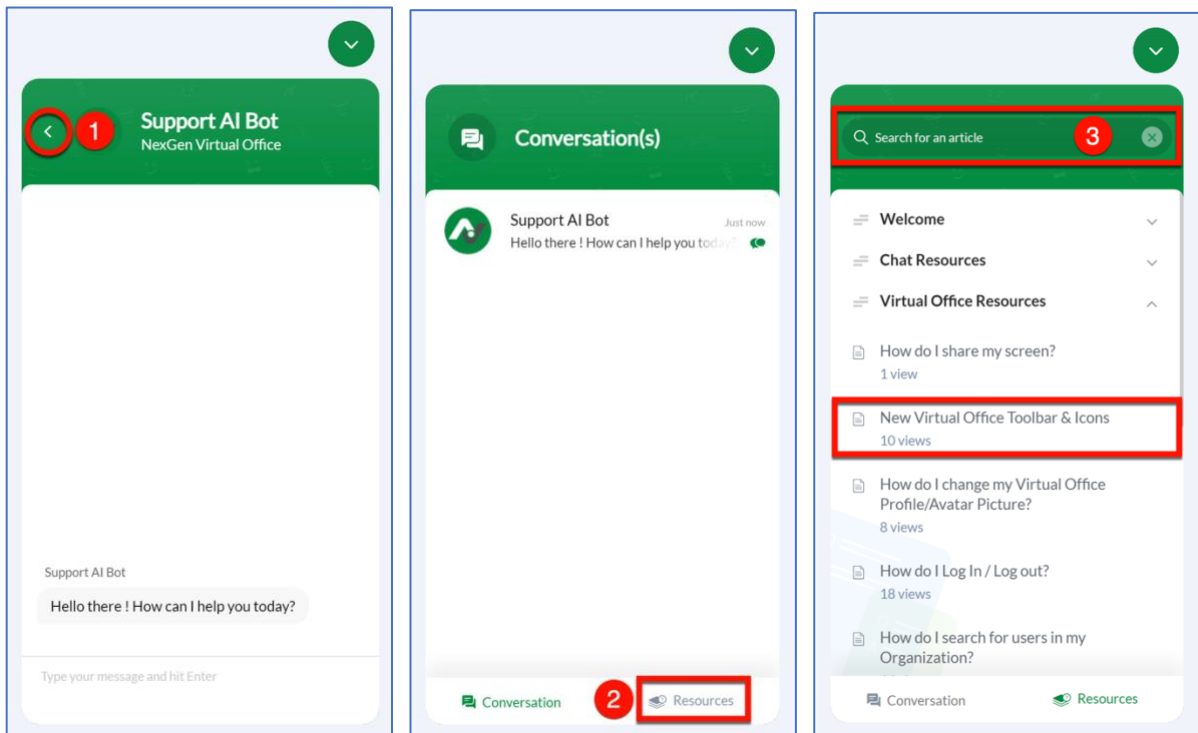 1
Support AI Bot
NexGen Virtual Office
Support AI Bot
Hello there ! How can I help you today?
Type your message and hit Enter
Conversation(s)
Support AI Bot
Just now
Hello there ! How can I help you today?
Conversation
2
Resources
Search for an article
3
Welcome
Chat Resources
Virtual Office Resources
How do I share my screen?
1 view
New Virtual Office Toolbar & Icons
10 views
How do I change my Virtual Office
Profile/Avatar Picture?
8 views
How do I Log In / Log out?
18 views
How do I search for users in my
Organization?
Conversation
Resources